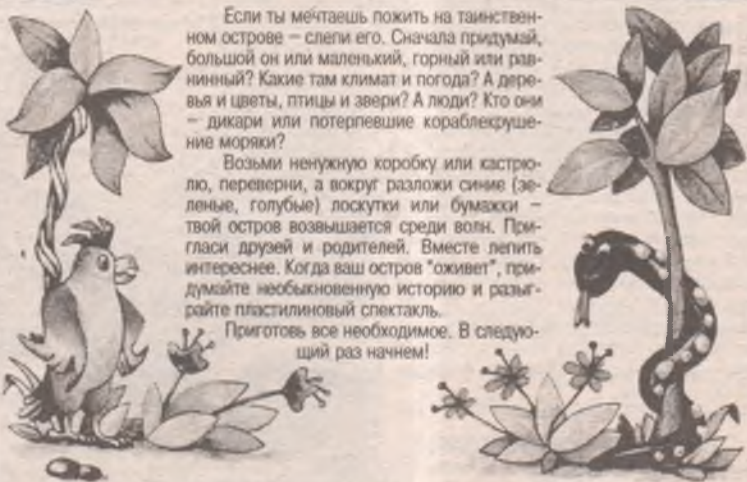 Если ты мечтаешь пожить на таинствен-
ном острове — слепи его. Сначала придумай,
большой он или маленький, горный или рав-
нинный? Какие там климат и погода? А дере-
вья и цветы, птицы и звери? А люди? Кто они
— дикари или потерпевшие кораблекруше-
ние моряки?
Возьми ненужную коробку или кастрю-
лю, переверни, а вокруг разложи синие (зе-
леные, голубые) лоскутки или бумажки —
твой остров возвышается среди волн. При-
гласи друзей и родителей. Вместе лепить
интереснее. Когда ваш остров "оживет", при-
думайте необыкновенную историю и разыг-
райте пластилиновый спектакль.
Приготовь все необходимое. В следую-
щий раз начнем!